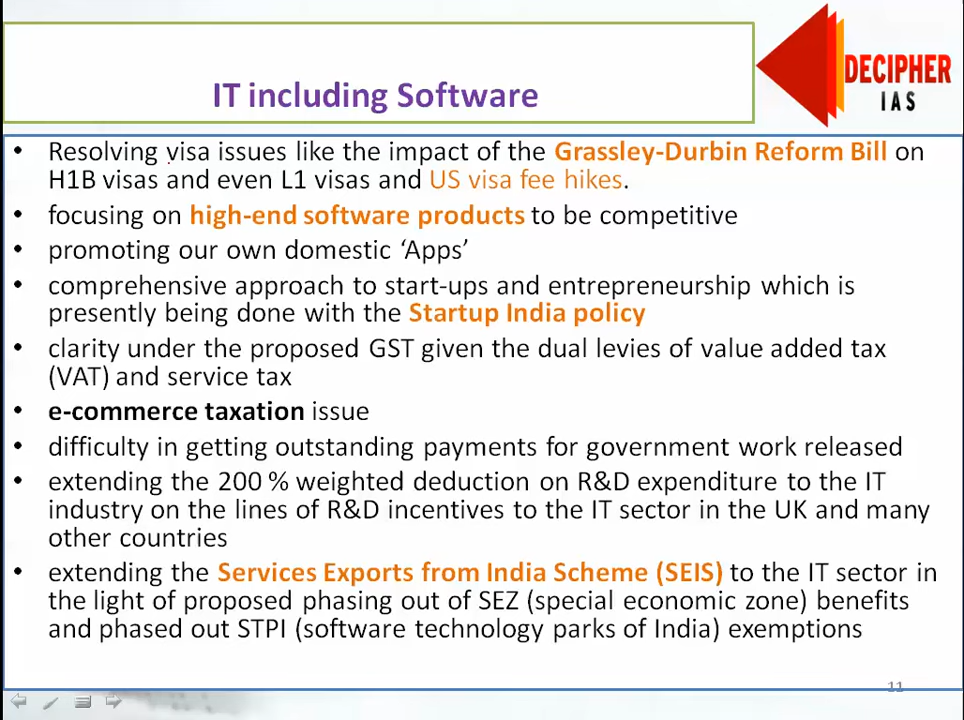 IT including Software
DECIPHER
IAS
• Resolving visa issues like the impact of the Grassley-Durbin Reform Bill on
H1B visas and even L1 visas and US visa fee hikes.
• focusing on high-end software products to be competitive
• promoting our own domestic ‘Apps’
• comprehensive approach to start-ups and entrepreneurship which is
presently being done with the Startup India policy
• clarity under the proposed GST given the dual levies of value added tax
(VAT) and service tax
• e-commerce taxation issue
• difficulty in getting outstanding payments for government work released
• extending the 200 % weighted deduction on R&D expenditure to the IT
industry on the lines of R&D incentives to the IT sector in the UK and many
other countries
• extending the Services Exports from India Scheme (SEIS) to the IT sector in
the light of proposed phasing out of SEZ (special economic zone) benefits
and phased out STPI (software technology parks of India) exemptions
11